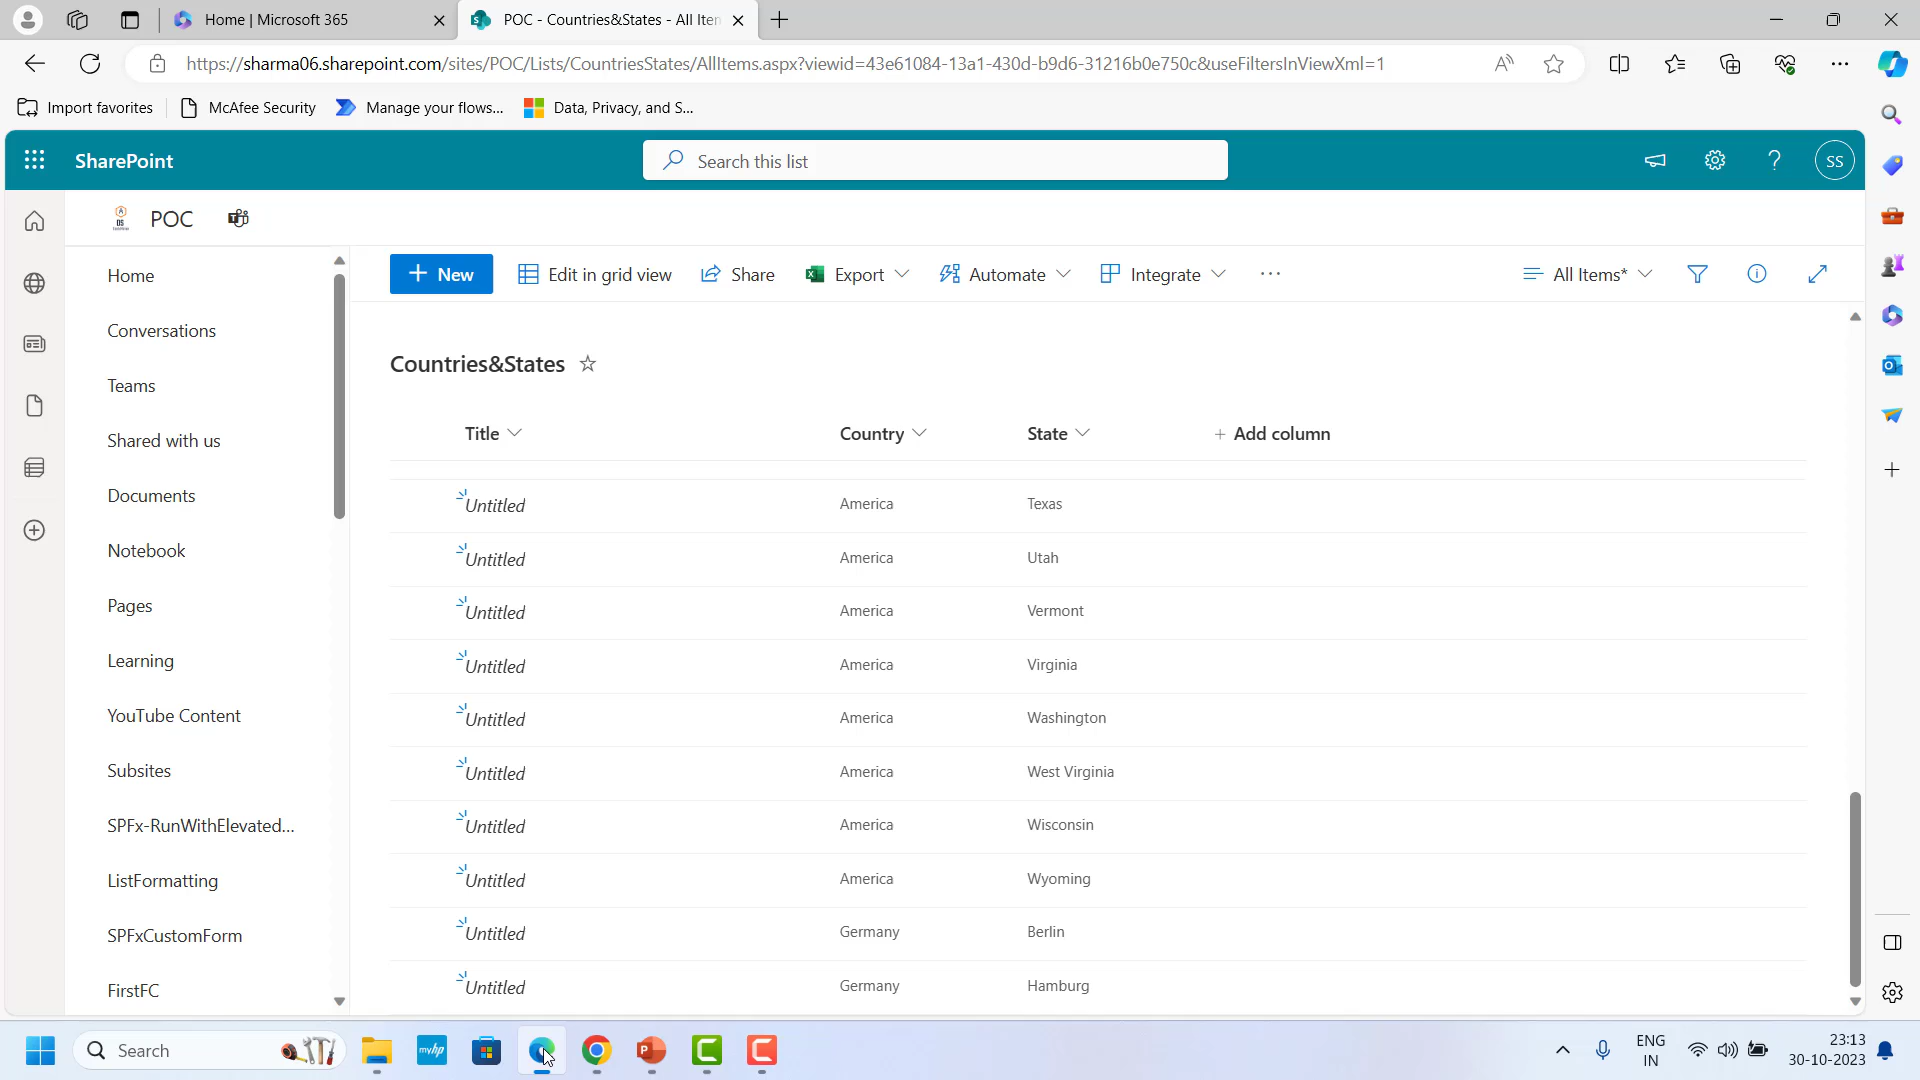 Home | Microsoft 365
POC - Countries&States - All Iten
https://sharma06.sharepoint.com/sites/POC/Lists/CountriesStates/AllItems.aspx?viewid=43e61084-13a1-430d-b9d6-31216b0e750c&useFiltersInViewXml=1
Import favorites
McAfee Security
Manage your flows...
Data, Privacy, and S...
SharePoint
Search this list
SS
POC
Home
Conversations
Teams
Shared with us
Documents
Notebook
Pages
Learning
YouTube Content
Subsites
SPFx-RunWithElevated...
ListFormatting
SPFxCustomForm
FirstFC
+ New
Edit in grid view
Share
Export
Automate
Integrate
...
All Items*
Countries&States
Title Country State + Add column
Untitled America Texas
Untitled America Utah
Untitled America Vermont
Untitled America Virginia
Untitled America Washington
Untitled America West Virginia
Untitled America Wisconsin
Untitled America Wyoming
Untitled Germany Berlin
Untitled Germany Hamburg
Search
myhp
ENG
IN
23:13
30-10-2023